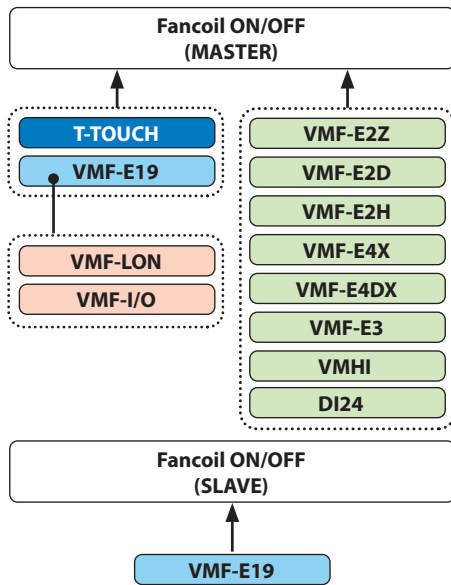 Fancoil ON/OFF
(MASTER)
T-TOUCH
VMF-E19
VMF-LON
VMF-I/O
VMF-E2Z
VMF-E2D
VMF-E2H
VMF-E4X
VMF-E4DX
VMF-E3
VMHI
DI24
Fancoil ON/OFF
(SLAVE)
VMF-E19